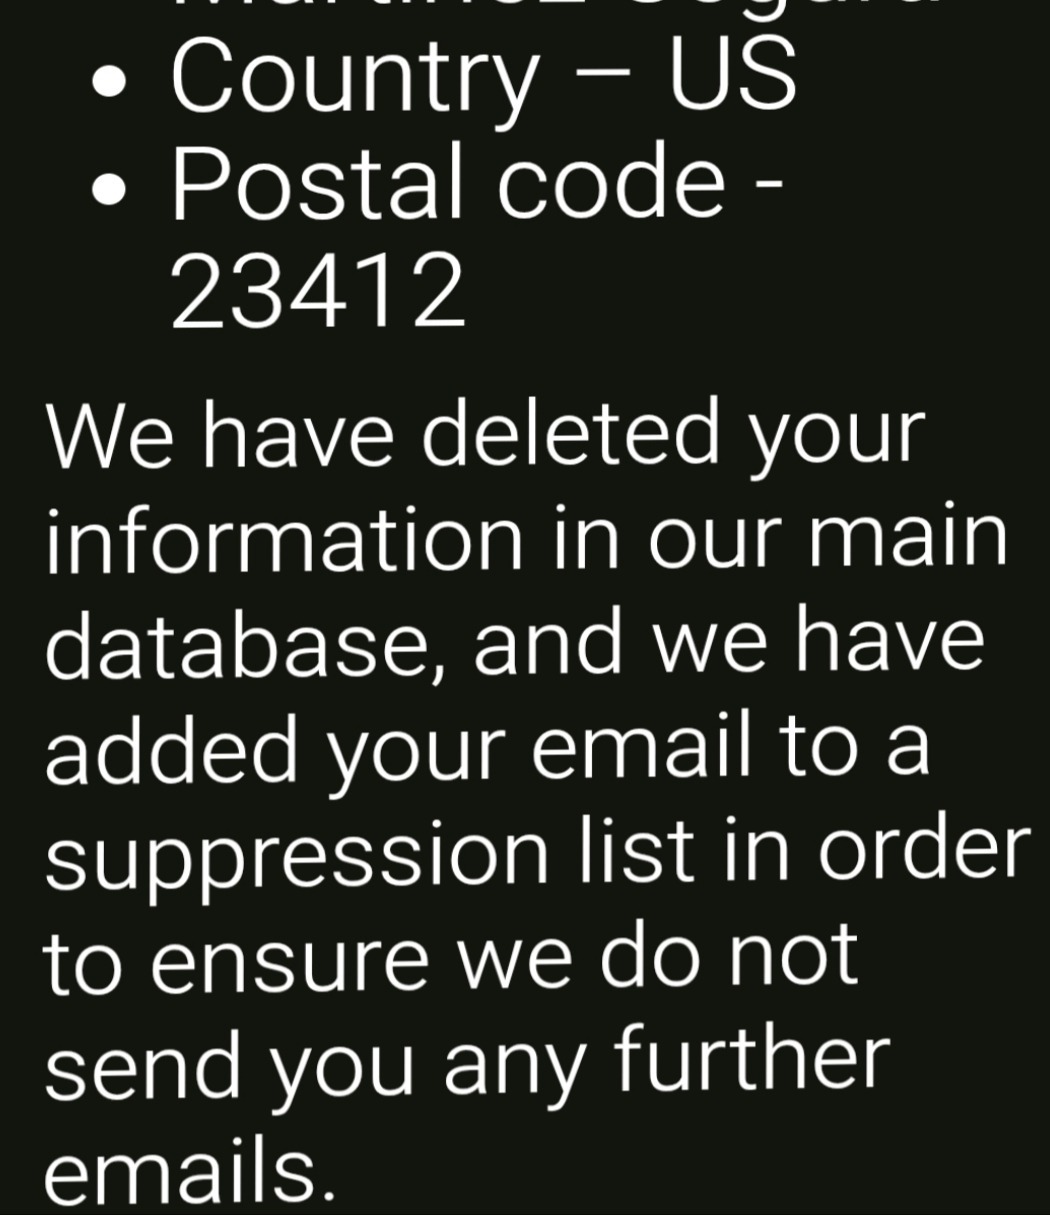 • Country – US
• Postal code -
23412
We have deleted your
information in our main
database, and we have
added your email to a
suppression list in order
to ensure we do not
send you any further
emails.